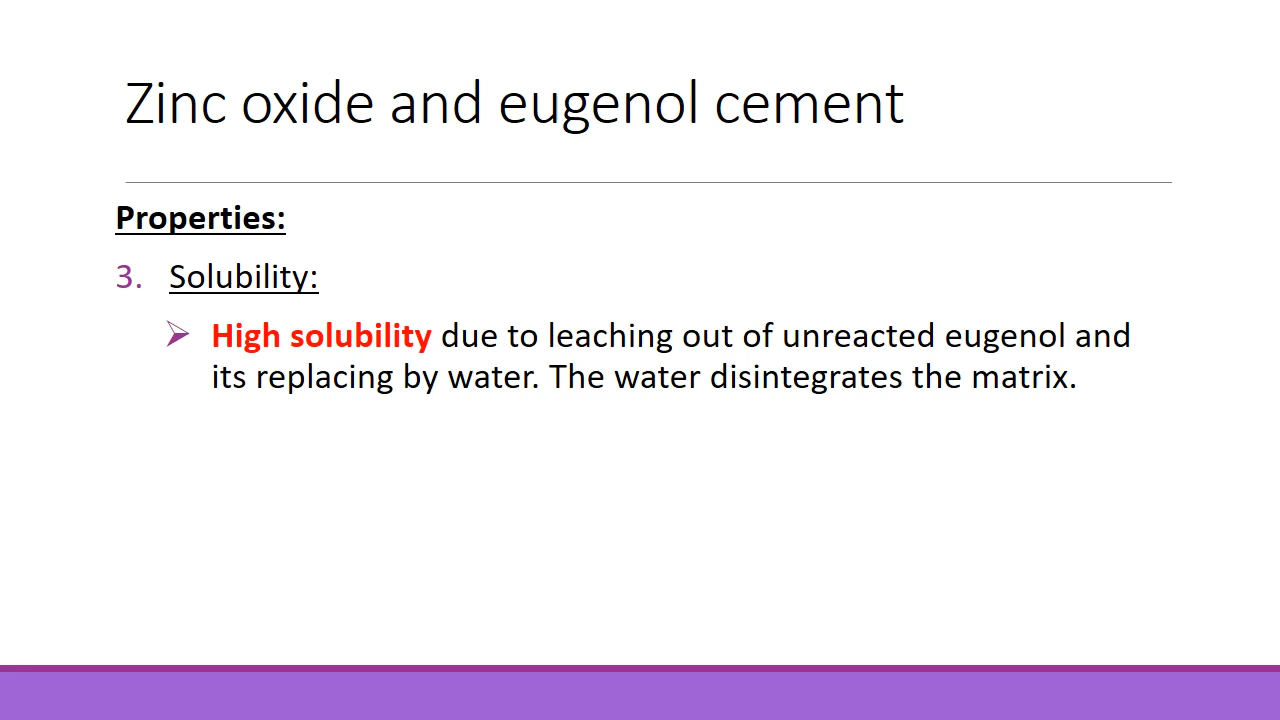 Zinc oxide and eugenol cement
Properties:
3. Solubility:
➢ High solubility due to leaching out of unreacted eugenol and
its replacing by water. The water disintegrates the matrix.